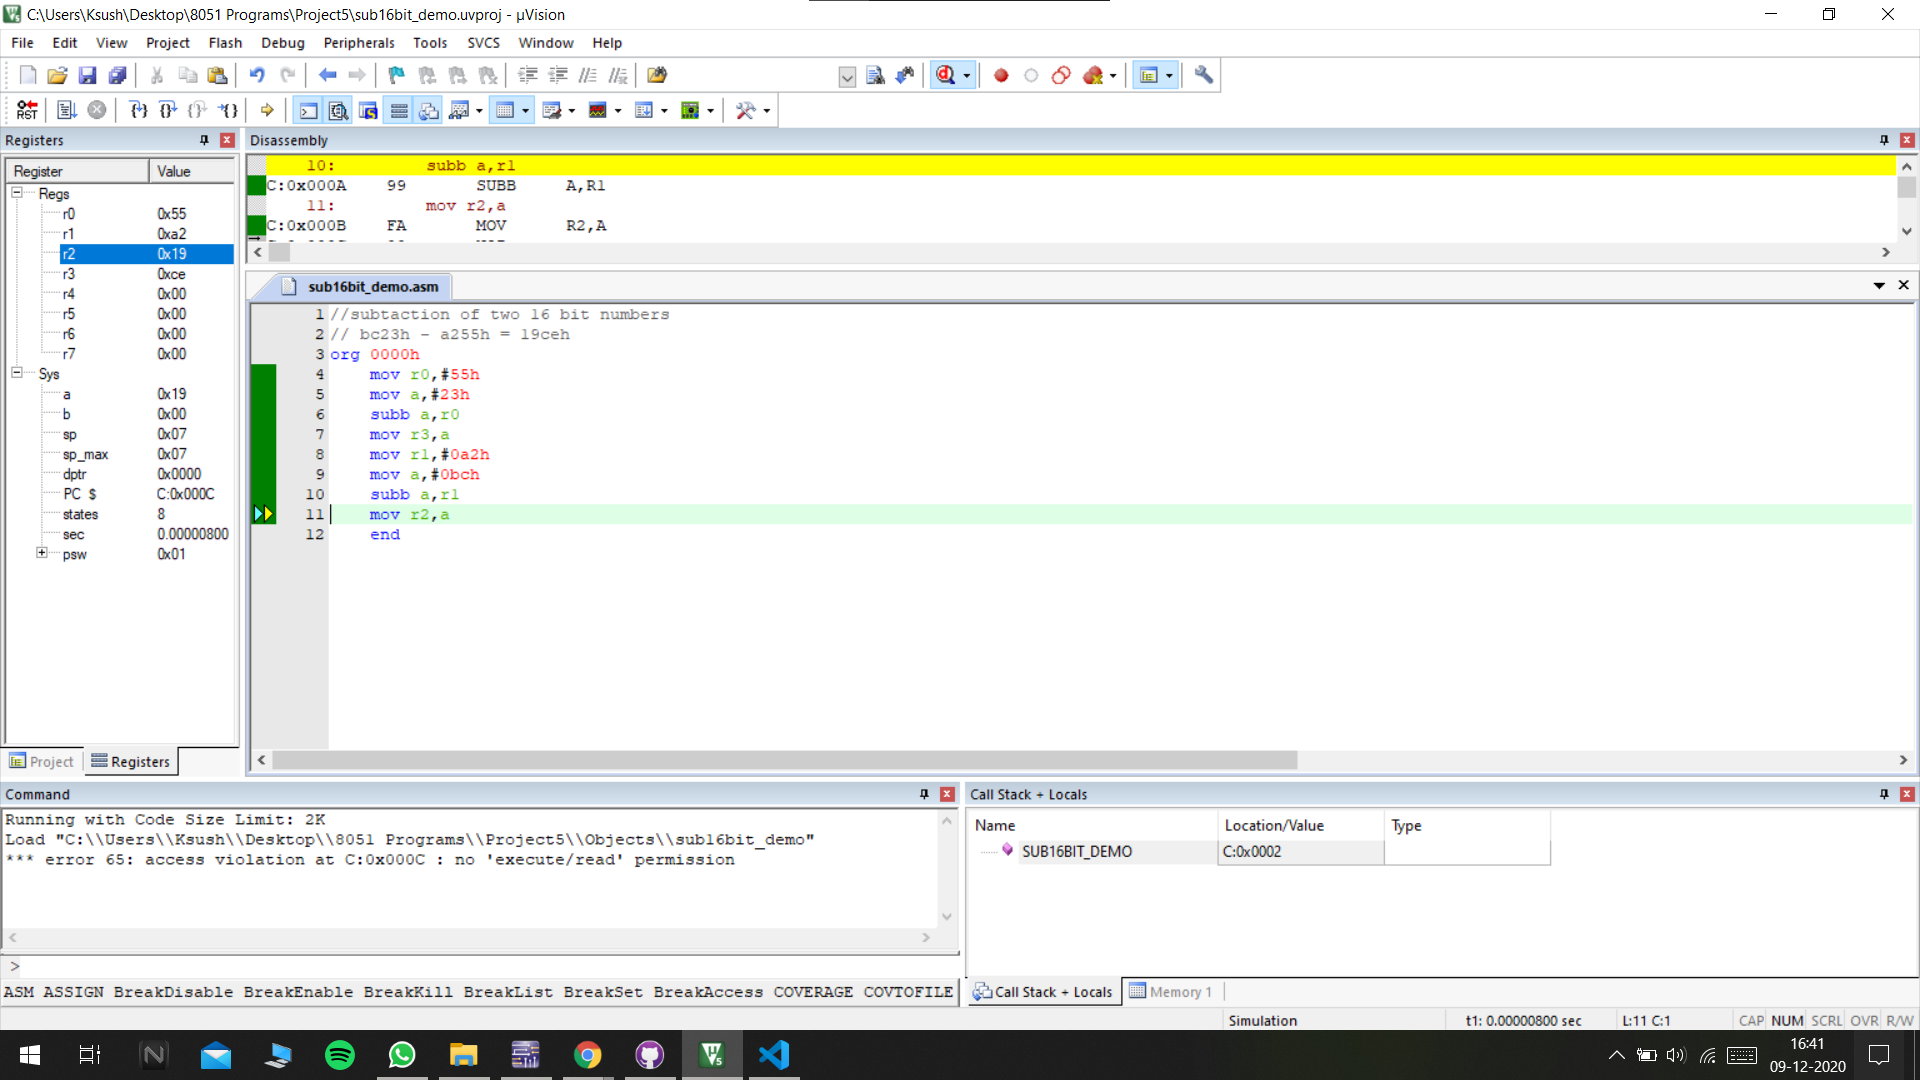 C:\Users\Ksush\Desktop\8051 Programs\Project5\sub16bit_demo.uvproj - µVision
File Edit View Project Flash Debug Peripherals Tools SVCS Window Help
RST
Registers
Register Value
Regs
r0 0x55
r1 0xa2
r2 0x19
r3 0xce
r4 0x00
r5 0x00
r6 0x00
r7 0x00
Sys
a 0x19
b 0x00
sp 0x07
sp_max 0x07
dptr 0x0000
PC $ C:0x000C
states 8
sec 0.00000800
psw 0x01
Project Registers
Disassembly
10: subb a,r1
C:0x000A 99 SUBB A,R1
11: mov r2,a
C:0x000B FA MOV R2,A
sub16bit_demo.asm
1 //subtaction of two 16 bit numbers
2 // bc23h - a255h = 19ceh
3 org 0000h
4 mov r0,#55h
5 mov a,#23h
6 subb a,r0
7 mov r3,a
8 mov r1,#0a2h
9 mov a,#0bch
10 subb a,r1
11 mov r2,a
12 end
Command
Running with Code Size Limit: 2K
Load "C:\\Users\\Ksush\\Desktop\\8051 Programs\\Project5\\Objects\\sub16bit_demo"
*** error 65: access violation at C:0x000C : no 'execute/read' permission
>
ASM ASSIGN BreakDisable BreakEnable BreakKill BreakList BreakSet BreakAccess COVERAGE COVTOFILE
Call Stack + Locals
Name Location/Value Type
SUB16BIT_DEMO C:0x0002
Call Stack + Locals Memory 1
Simulation t1: 0.00000800 sec L:11 C:1 CAP NUM SCRL OVR R/W
16:41
09-12-2020